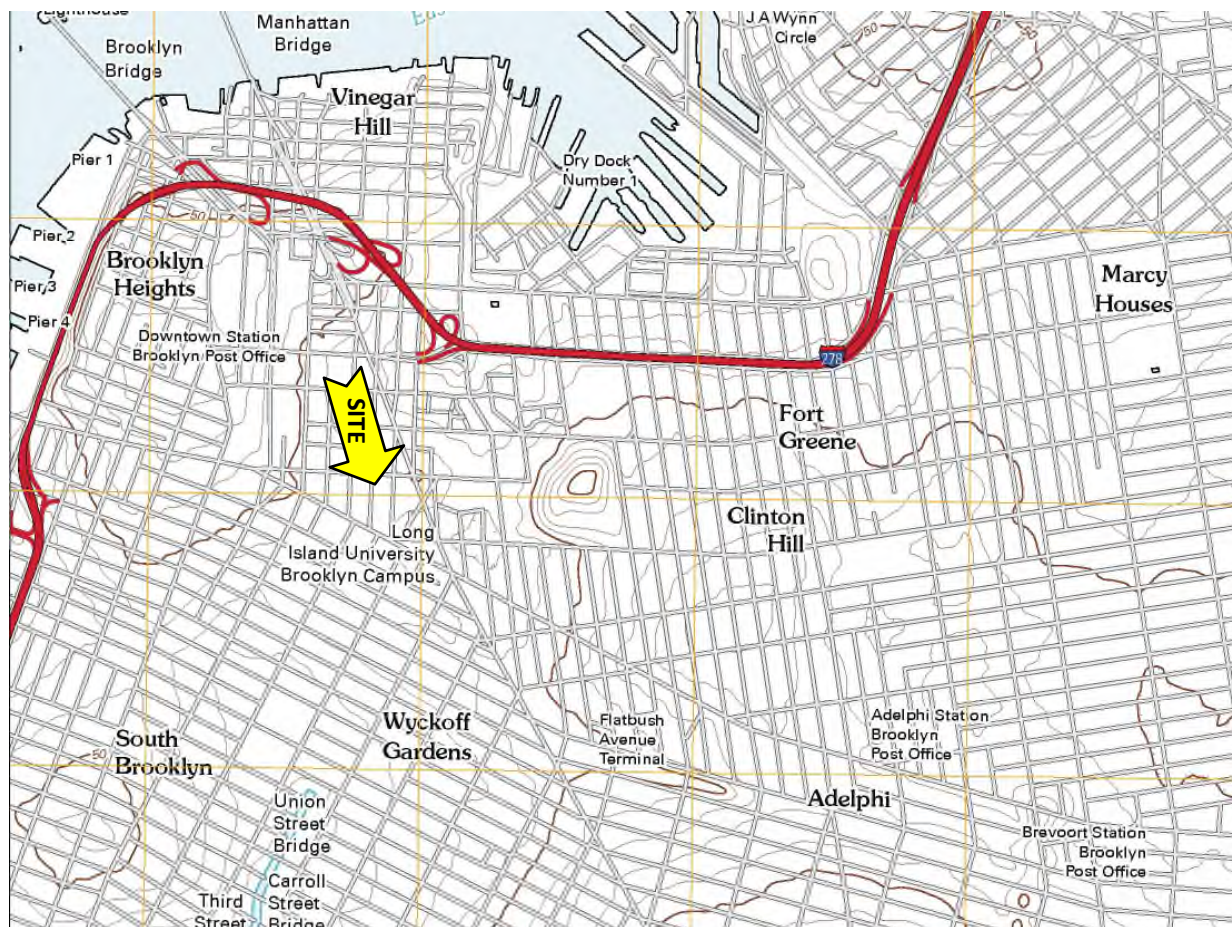 Lighthouse
Manhattan
Bridge
Brooklyn
Bridge
J A Wynn
Circle
50
50
Vinegar
Hill
Pier 1
Dry Dock
Number 1
50
Pier 2
Brooklyn
Heights
Pier 3
Pier 4
Marcy
Houses
Downtown Station
Brooklyn Post Office
278
SITE
Fort
Greene
Clinton
Hill
Long
Island University
Brooklyn Campus
Wyckoff
Gardens
Flatbush
Avenue
Terminal
Adelphi Station
Brooklyn
Post Office
South
Brooklyn
50
Adelphi
Union
Street
Bridge
Brevoort Station
Brooklyn
Post Office
Carroll
Street
Bridge
Third
Street